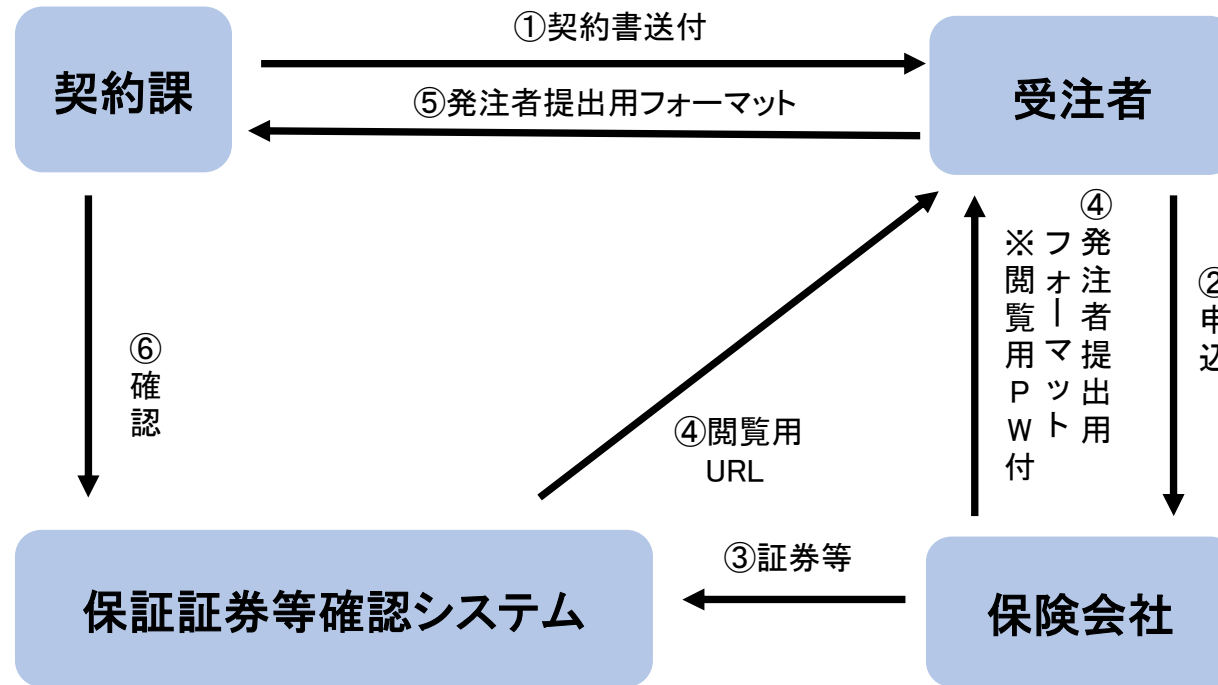 ①契約書送付
契約課
受注者
⑤発注者提出用フォーマット
④発注者提出用
フォーマット
※閲覧用PW付
②申
⑥確認
④閲覧用
URL
③証券等
保証証券等確認システム
保険会社